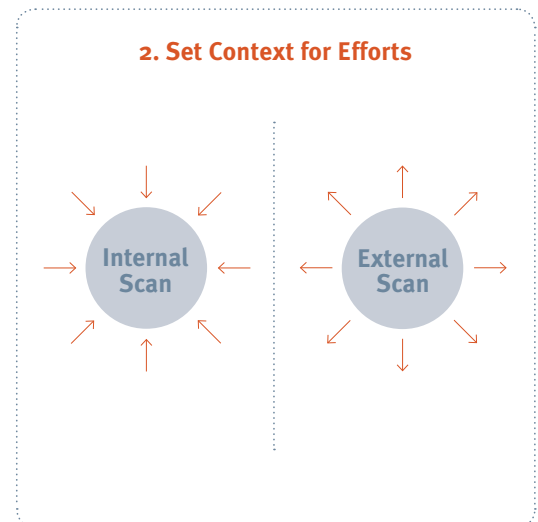 2. Set Context for Efforts
Internal
Scan
External
Scan